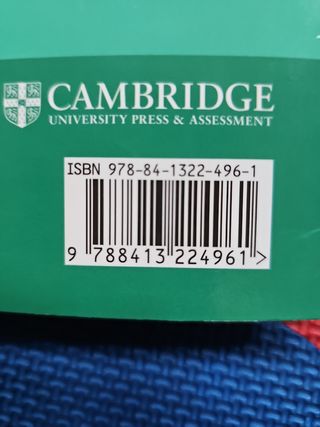 CAMBRIDGE
UNIVERSITY PRESS & ASSESSMENT
ISBN 978-84-1322-496-1
9 788413 224961 >